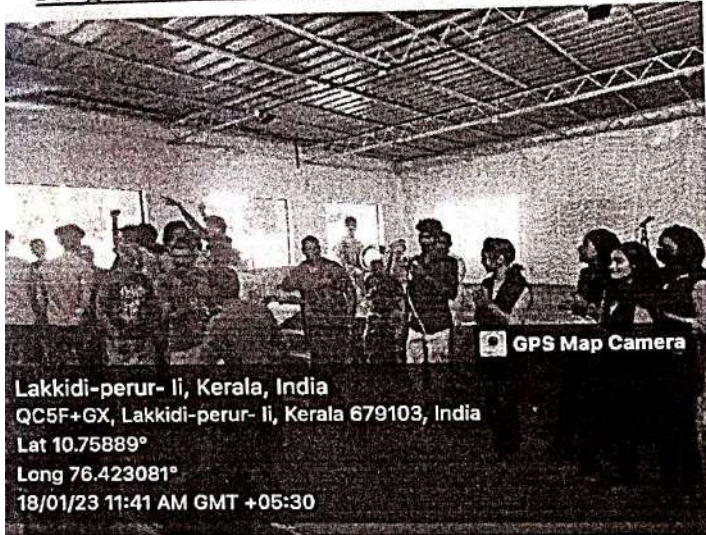 GPS Map Camera
Lakkidi-perur- Ii, Kerala, India
QC5F+GX, Lakkidi-perur- Ii, Kerala 679103, India
Lat 10.75889°
Long 76.423081°
18/01/23 11:41 AM GMT +05:30